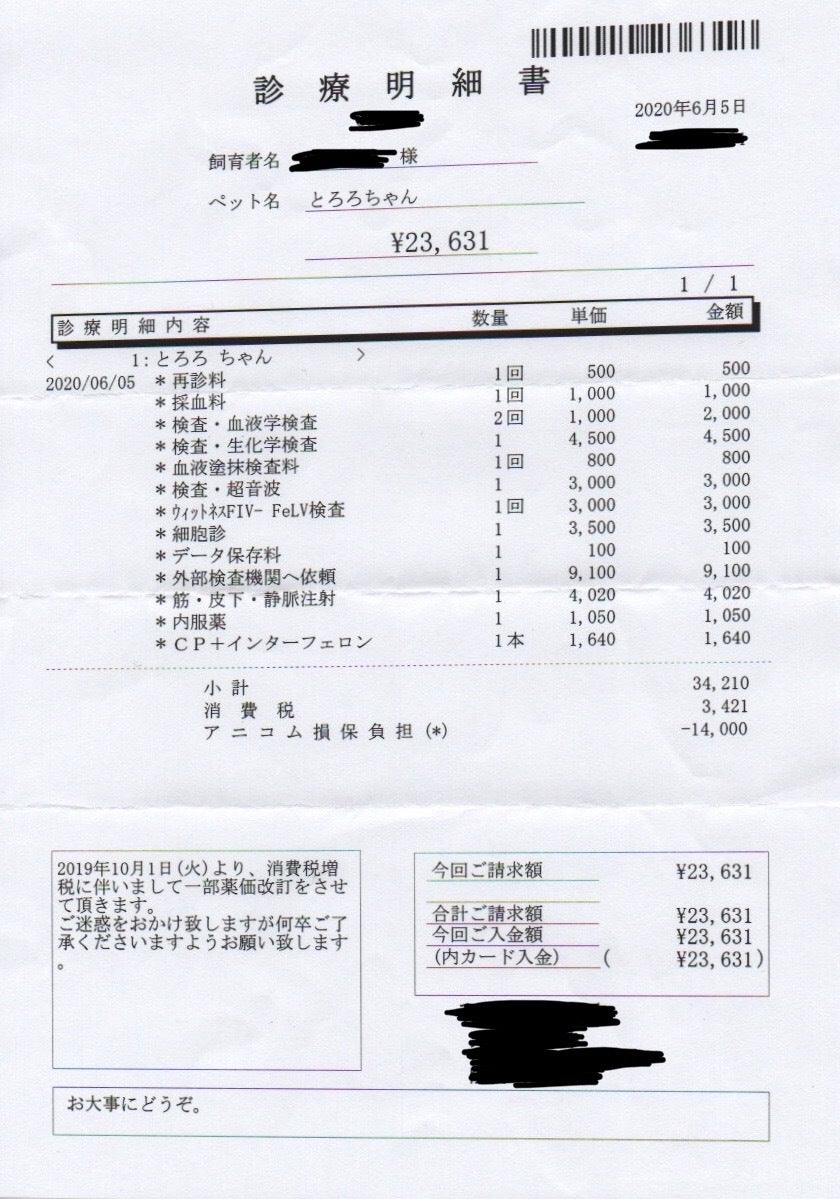 診療明細書
2020年6月5日
飼育者名 様
ペット名 とろろちゃん
¥23,631
1 / 1
診療明細内容 数量 単価 金額
< 1:とろろ ちゃん >
2020/06/05 *再診料 1回 500 500
*採血料 1回 1,000 1,000
*検査・血液学検査 2回 1,000 2,000
*検査・生化学検査 1 4,500 4,500
*血液塗抹検査料 1回 800 800
*検査・超音波 1 3,000 3,000
*ウィットネスFIV- FeLV検査 1回 3,000 3,000
*細胞診 1 3,500 3,500
*データ保存料 1 100 100
*外部検査機関へ依頼 1 9,100 9,100
*筋・皮下・静脈注射 1 4,020 4,020
*内服薬 1 1,050 1,050
*CP+インターフェロン 1本 1,640 1,640
小計 34,210
消費税 3,421
アニコム損保負担(*) -14,000
2019年10月1日(火)より、消費税増
税に伴いまして一部薬価改訂をさせ
て頂きます。
ご迷惑をおかけ致しますが何卒ご了
承くださいますようお願い致します
。
今回ご請求額 ¥23,631
合計ご請求額 ¥23,631
今回ご入金額 ¥23,631
(内カード入金) ( ¥23,631)
お大事にどうぞ。